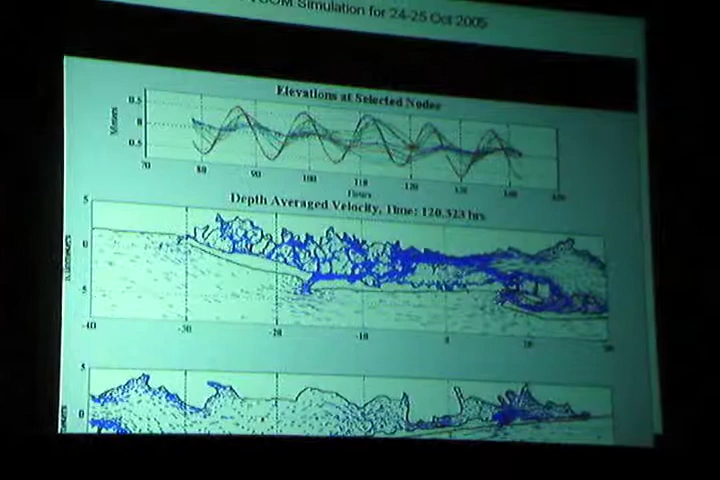 Simulation for 24-25 Oct 2005
Elevations at Selected Nodes
0.5
0
0.5
Meters
70 80 90 100 110 120 130 140
Hours
Depth Averaged Velocity, Time: 120.323 hrs
5
0
5
-40 -30 -20 -10 0 10
5
0